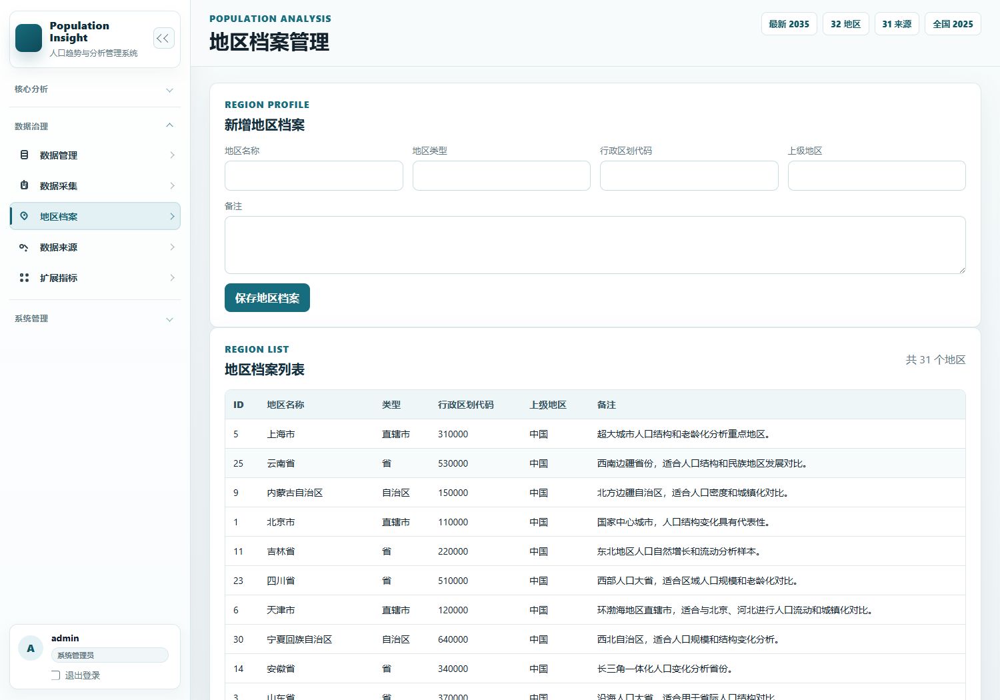 Population
Insight
人口趋势与分析管理系统
核心分析
数据治理
数据管理
数据采集
地区档案
数据来源
扩展指标
系统管理
A
admin
系统管理员
退出登录
POPULATION ANALYSIS
地区档案管理
最新 2035
32 地区
31 来源
全国 2025
REGION PROFILE
新增地区档案
地区名称
地区类型
行政区划代码
上级地区
备注
保存地区档案
REGION LIST
地区档案列表
共 31 个地区
ID 地区名称 类型 行政区划代码 上级地区 备注
5 上海市 直辖市 310000 中国 超大城市人口结构和老龄化分析重点地区。
25 云南省 省 530000 中国 西南边疆省份，适合人口结构和民族地区发展对比。
9 内蒙古自治区 自治区 150000 中国 北方边疆自治区，适合人口密度和城镇化对比。
1 北京市 直辖市 110000 中国 国家中心城市，人口结构变化具有代表性。
11 吉林省 省 220000 中国 东北地区人口自然增长和流动分析样本。
23 四川省 省 510000 中国 西部人口大省，适合区域人口规模和老龄化对比。
6 天津市 直辖市 120000 中国 环渤海地区直辖市，适合与北京、河北进行人口流动和城镇化对比。
30 宁夏回族自治区 自治区 640000 中国 西北自治区，适合人口规模和结构变化分析。
14 安徽省 省 340000 中国 长三角一体化人口变化分析省份。
3 山东省 省 370000 中国 沿海人口大省，适合用于省际人口结构对比。